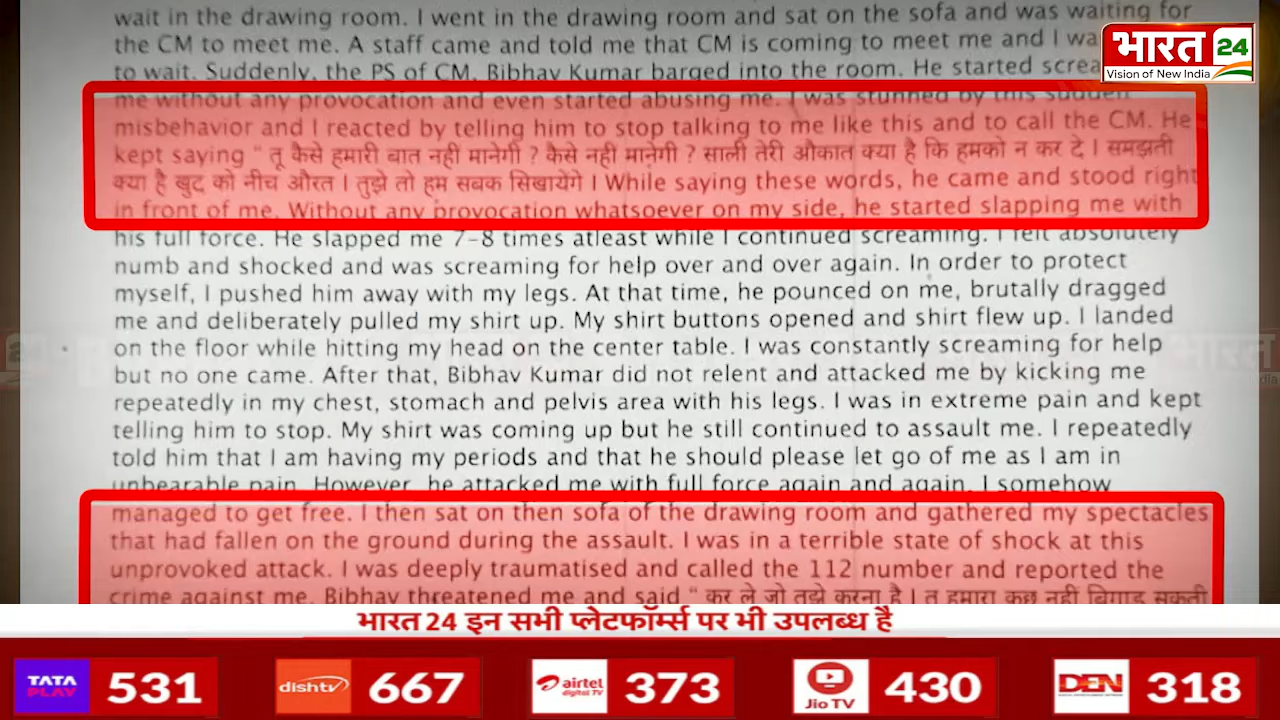 wait in the drawing room. I went in the drawing room and sat on the sofa and was waiting for
the CM to meet me. A staff came and told me that CM is coming to meet me and I wa
to wait. Suddenly, the PS of CM, Bibhav Kumar barged into the room. He started screa
me without any provocation and even started abusing me. I was stunned by this sudden
misbehavior and I reacted by telling him to stop talking to me like this and to call the CM. He
kept saying “ तू कैसे हमारी बात नही मानेगी ? कैसे नही मानेगी ? साली तेरी औकात क्या है कि हमको न कर दे । समझती
क्या है खुद को नीच औरत । तुझे तो हम सबक सिखायेंगे । While saying these words, he came and stood right
in front of me. Without any provocation whatsoever on my side, he started slapping me with
his full force. He slapped me 7-8 times atleast while I continued screaming. I felt absolutely
numb and shocked and was screaming for help over and over again. In order to protect
myself, I pushed him away with my legs. At that time, he pounced on me, brutally dragged
me and deliberately pulled my shirt up. My shirt buttons opened and shirt flew up. I landed
on the floor while hitting my head on the center table. I was constantly screaming for help
but no one came. After that, Bibhav Kumar did not relent and attacked me by kicking me
repeatedly in my chest, stomach and pelvis area with his legs. I was in extreme pain and kept
telling him to stop. My shirt was coming up but he still continued to assault me. I repeatedly
told him that I am having my periods and that he should please let go of me as I am in
unbearable pain. However, he attacked me with full force again and again. I somehow
managed to get free. I then sat on then sofa of the drawing room and gathered my spectacles
that had fallen on the ground during the assault. I was in a terrible state of shock at this
unprovoked attack. I was deeply traumatised and called the 112 number and reported the
crime against me. Bibhav threatened me and said “ कर ले जो तुझे करना है । तू हमारा कुछ नहीं बिगाड़ सकती
भारत 24
Vision of New India
भारत 24 इन सभी प्लेटफॉर्म्स पर भी उपलब्ध है
TATA PLAY 531
dishtv 667
airtel digital TV 373
JioTV 430
DEN 318